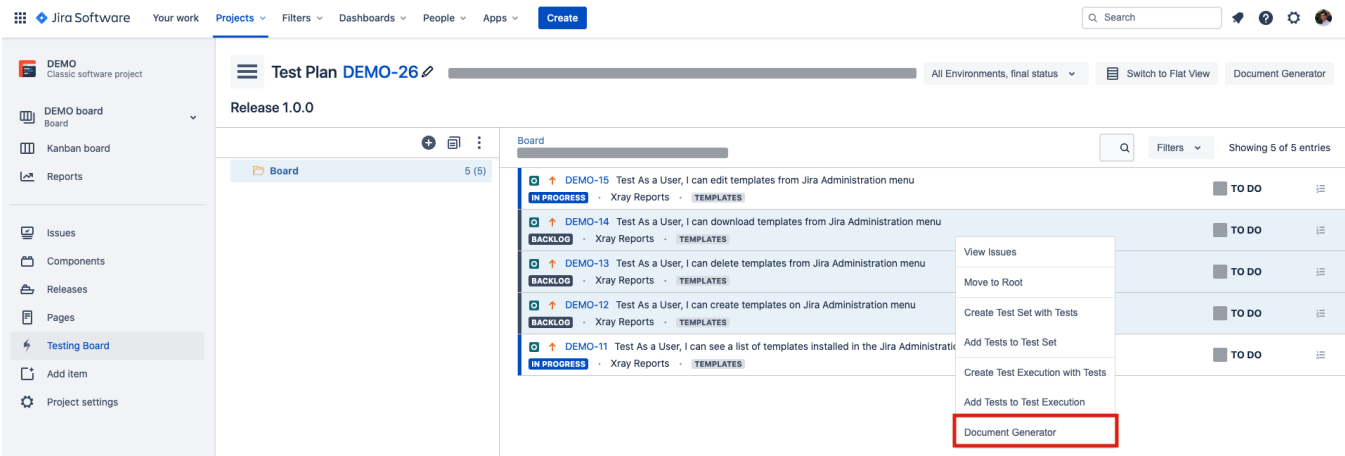 Jira Software Your work Projects Filters Dashboards People Apps Create Search
DEMO
Classic software project
DEMO board
Board
Kanban board
Reports
Issues
Components
Releases
Pages
Testing Board
Add item
Project settings
Test Plan DEMO-26 All Environments, final status Switch to Flat View Document Generator
Release 1.0.0
Board 5 (5)
Board
Filters Showing 5 of 5 entries
DEMO-15 Test As a User, I can edit templates from Jira Administration menu
IN PROGRESS · Xray Reports · TEMPLATES
TO DO
DEMO-14 Test As a User, I can download templates from Jira Administration menu
BACKLOG · Xray Reports · TEMPLATES
TO DO
DEMO-13 Test As a User, I can delete templates from Jira Administration menu
BACKLOG · Xray Reports · TEMPLATES
TO DO
DEMO-12 Test As a User, I can create templates on Jira Administration menu
BACKLOG · Xray Reports · TEMPLATES
TO DO
DEMO-11 Test As a User, I can see a list of templates installed in the Jira Administratio
IN PROGRESS · Xray Reports · TEMPLATES
TO DO
View Issues
Move to Root
Create Test Set with Tests
Add Tests to Test Set
Create Test Execution with Tests
Add Tests to Test Execution
Document Generator